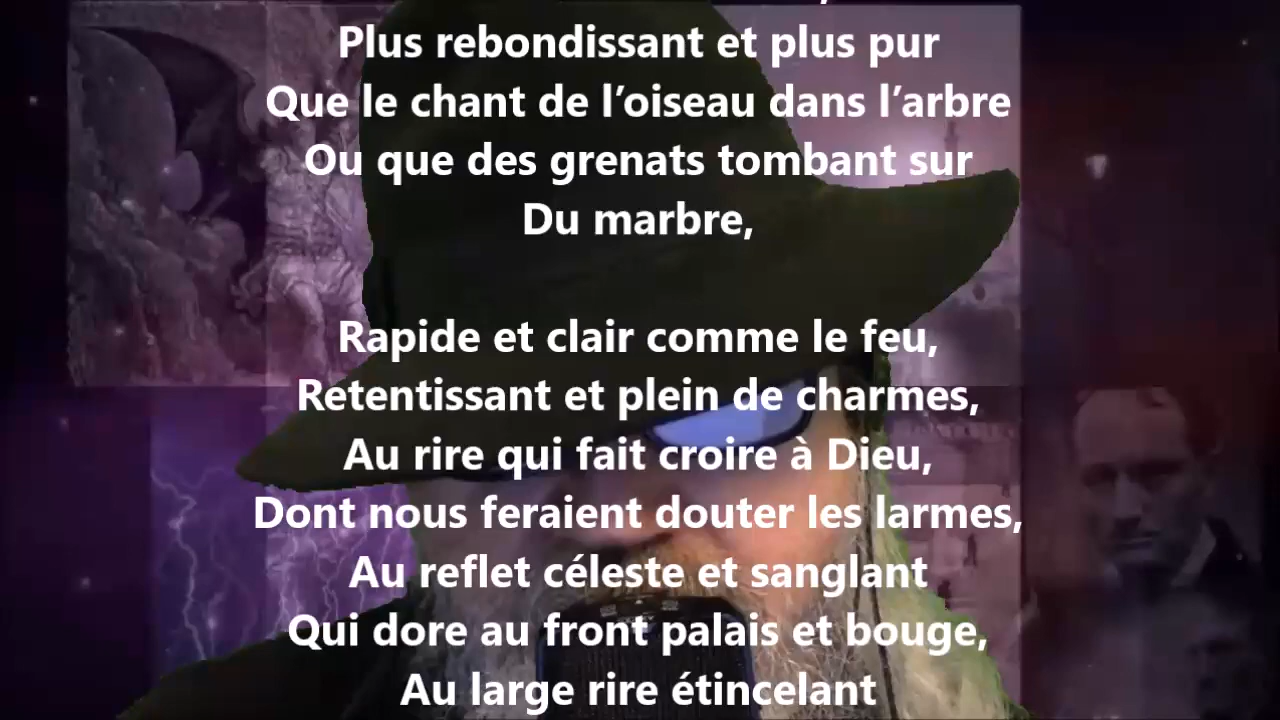 Plus rebondissant et plus pur
Que le chant de l’oiseau dans l’arbre
Ou que des grenats tombant sur
Du marbre,
Rapide et clair comme le feu,
Retentissant et plein de charmes,
Au rire qui fait croire à Dieu,
Dont nous feraient douter les larmes,
Au reflet céleste et sanglant
Qui dore au front palais et bouge,
Au large rire étincelant